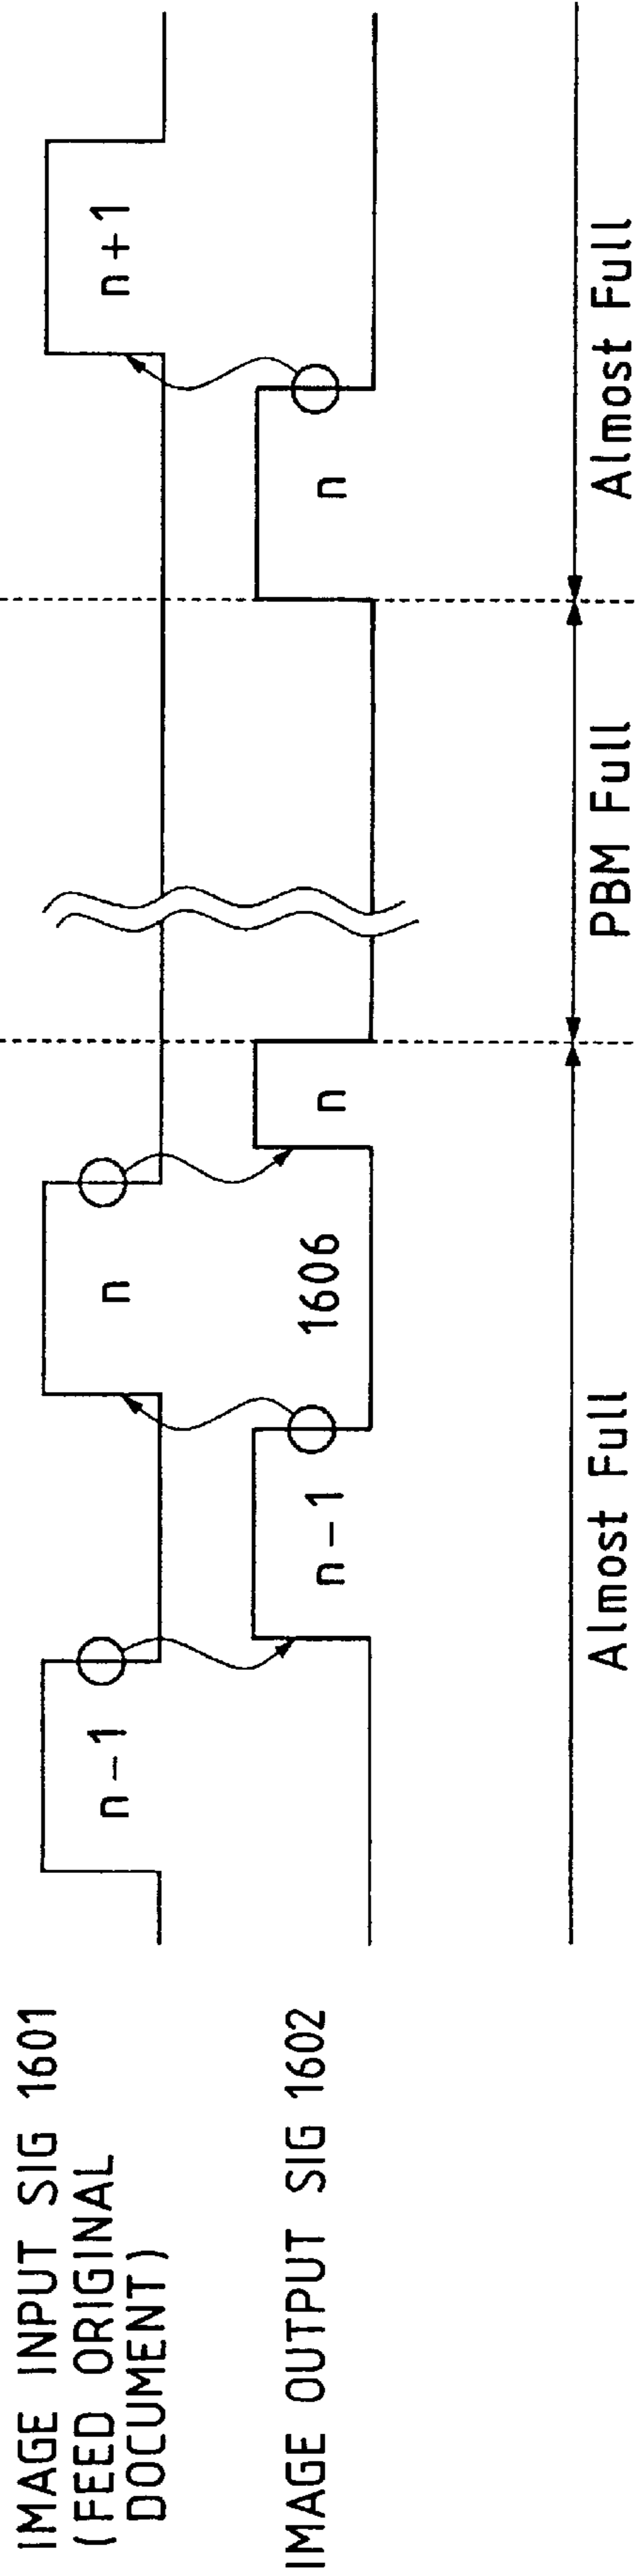 IMAGE INPUT SIG 1601
(FEED ORIGINAL
DOCUMENT)
n-1
n
n+1
IMAGE OUTPUT SIG 1602
n-1
1606
n
n
Almost Full
PBM Full
Almost Full